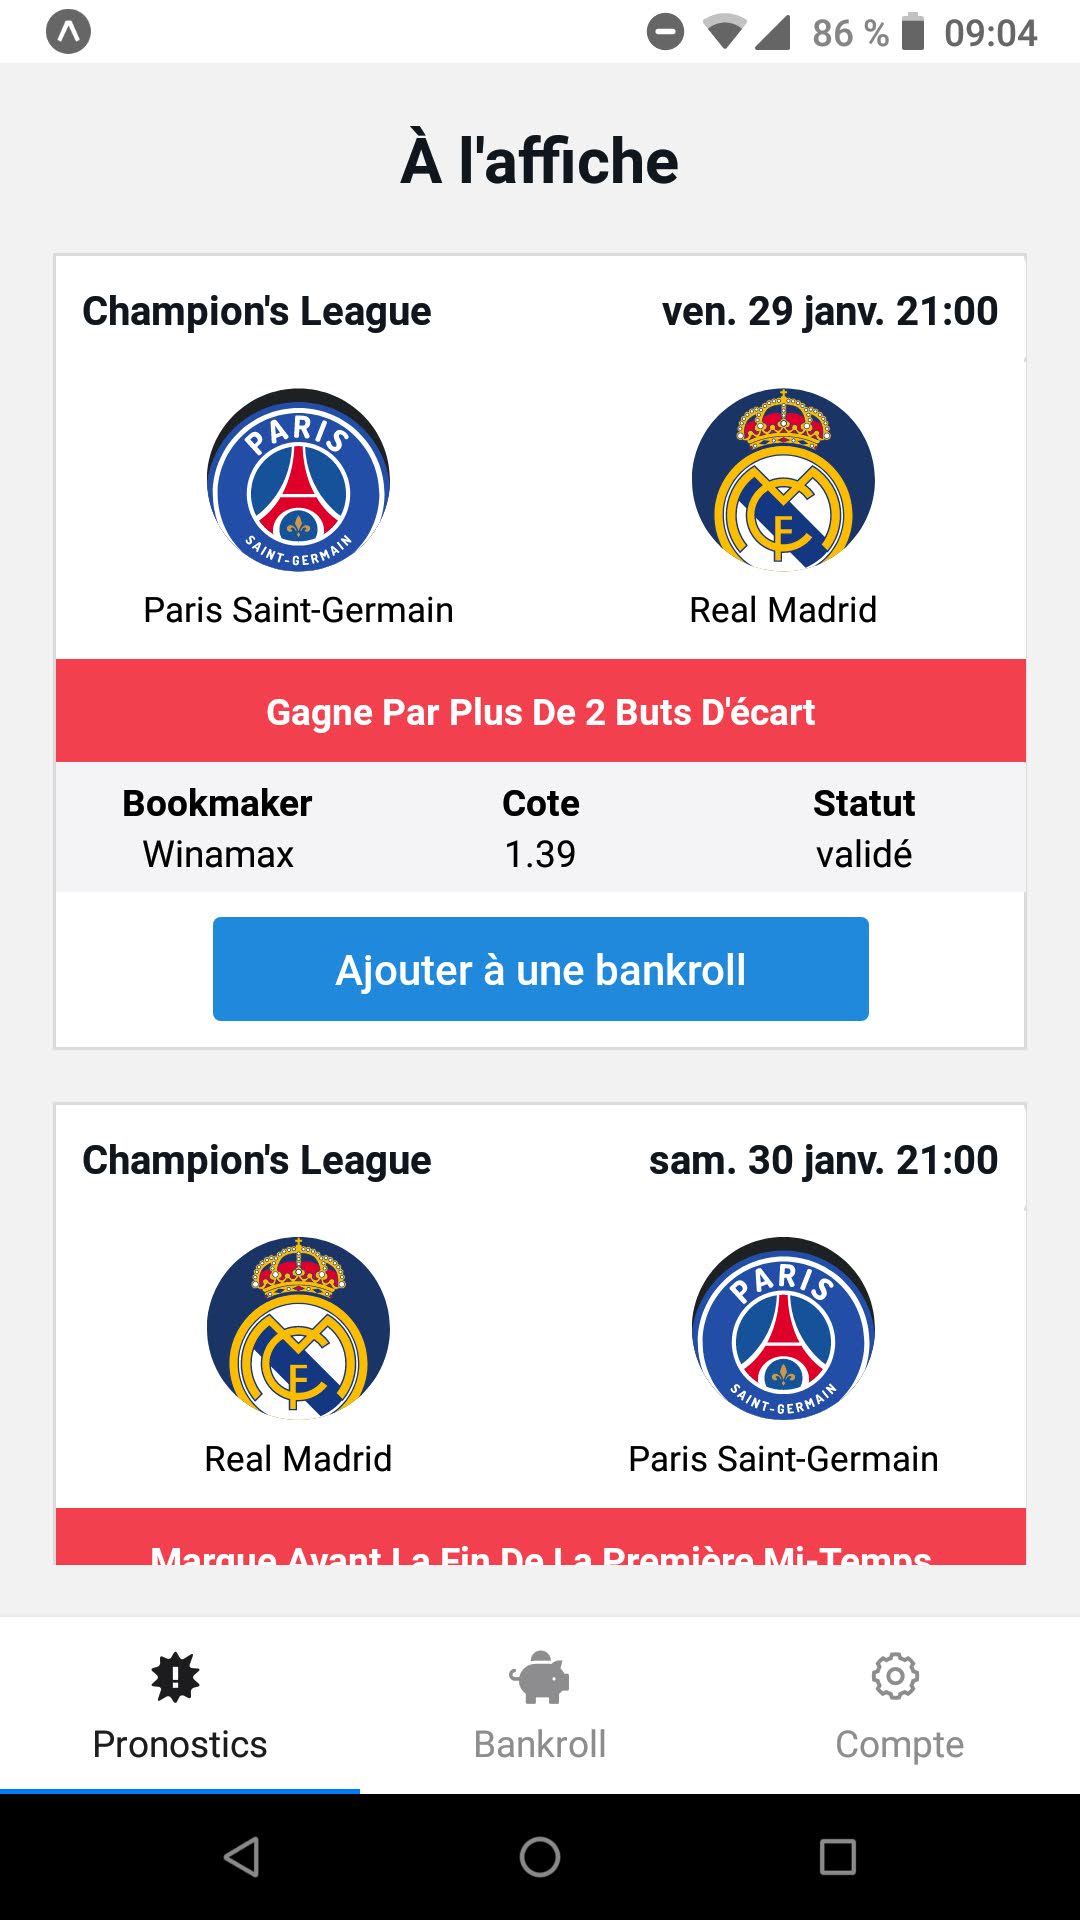 86 % 09:04
À l'affiche
Champion's League ven. 29 janv. 21:00
PARIS
SAINT-GERMAIN
Paris Saint-Germain Real Madrid
Gagne Par Plus De 2 Buts D'écart
Bookmaker Cote Statut
Winamax 1.39 validé
Ajouter à une bankroll
Champion's League sam. 30 janv. 21:00
PARIS
SAINT-GERMAIN
Real Madrid Paris Saint-Germain
Marque Avant La Fin De La Première Mi-Temps
Pronostics Bankroll Compte